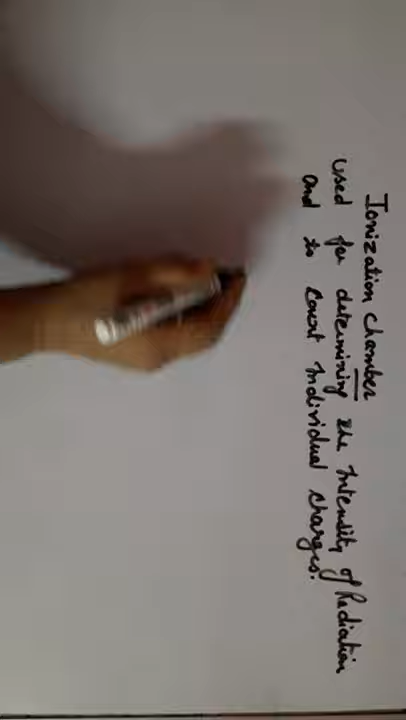 Ionization chamber
used for determining the Intensity of Radiation
and to count Individual charges.